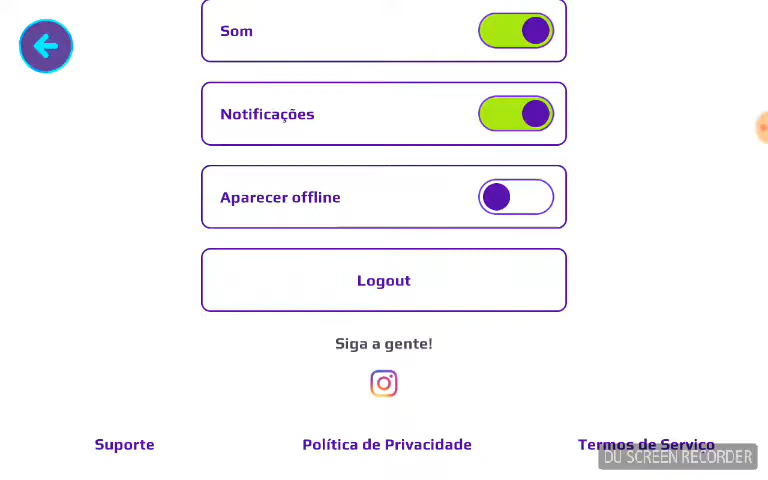 Som
Notificações
Aparecer offline
Logout
Siga a gente!
Suporte
Política de Privacidade
Termos de Serviço
DU SCREEN RECORDER